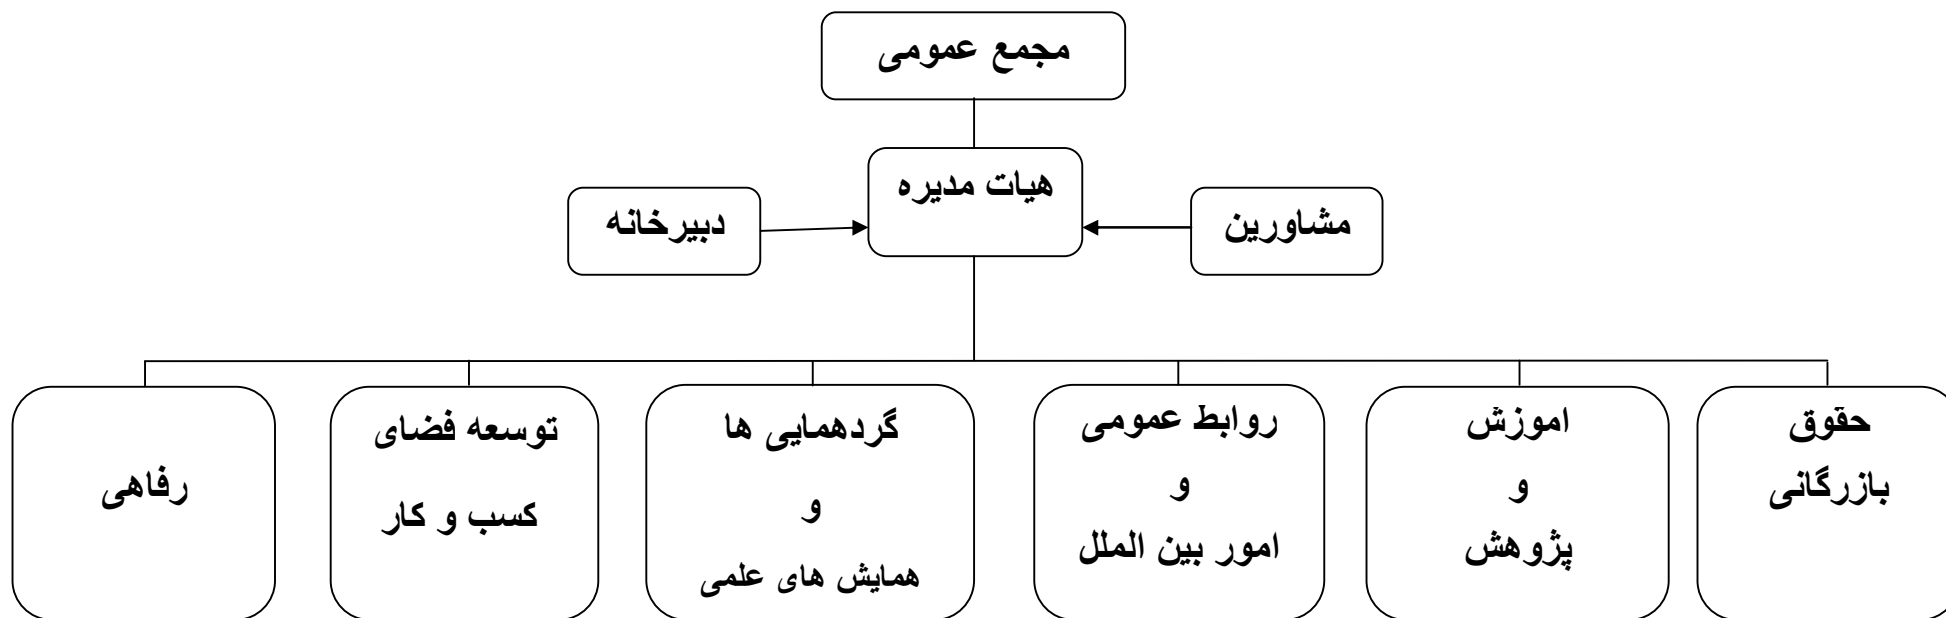 مجمع عمومی
هیات مدیره
مشاورین
دبیرخانه
حقوق
بازرگانی
اموزش
و
پژوهش
روابط عمومی
و
امور بین الملل
گردهمایی ها
و
همایش های علمی
توسعه فضای
کسب و کار
رفاهی